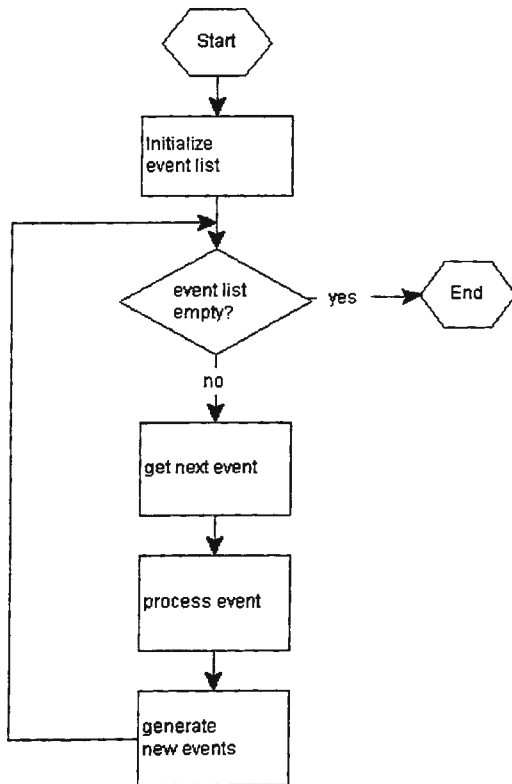 Start
Initialize
event list
event list
empty?
yes
End
no
get next event
process event
generate
new events